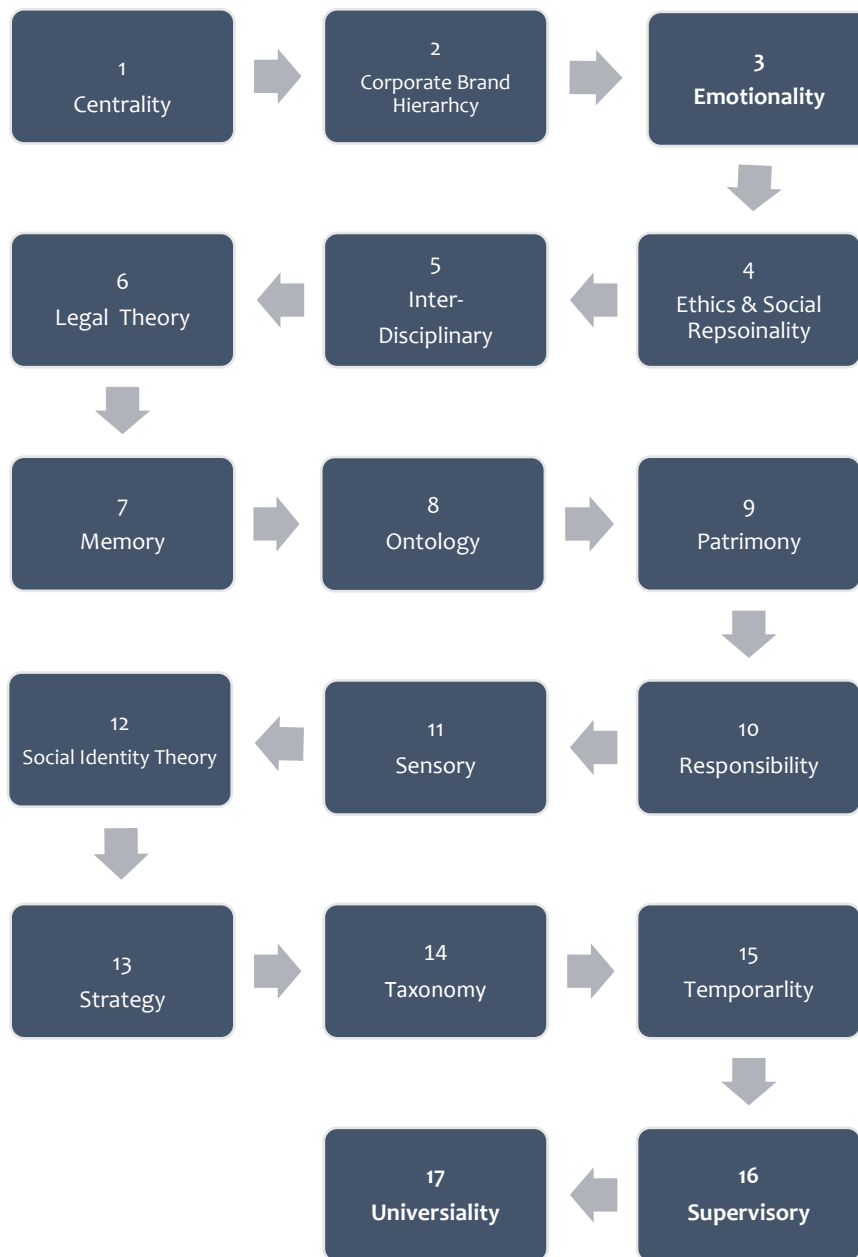 1
Centrality
2
Corporate Brand
Hierarhcy
3
Emotionality
4
Ethics & Social
Repsoinality
5
Inter-
Disciplinary
6
Legal Theory
7
Memory
8
Ontology
9
Patrimony
10
Responsibility
11
Sensory
12
Social Identity Theory
13
Strategy
14
Taxonomy
15
Temporarlity
16
Supervisory
17
Universiality